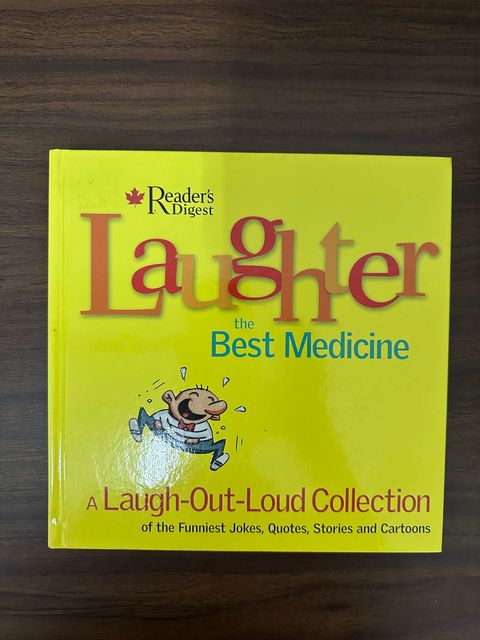 Reader's
Digest
Laughter
the
Best Medicine
A Laugh-Out-Loud Collection
of the Funniest Jokes, Quotes, Stories and Cartoons